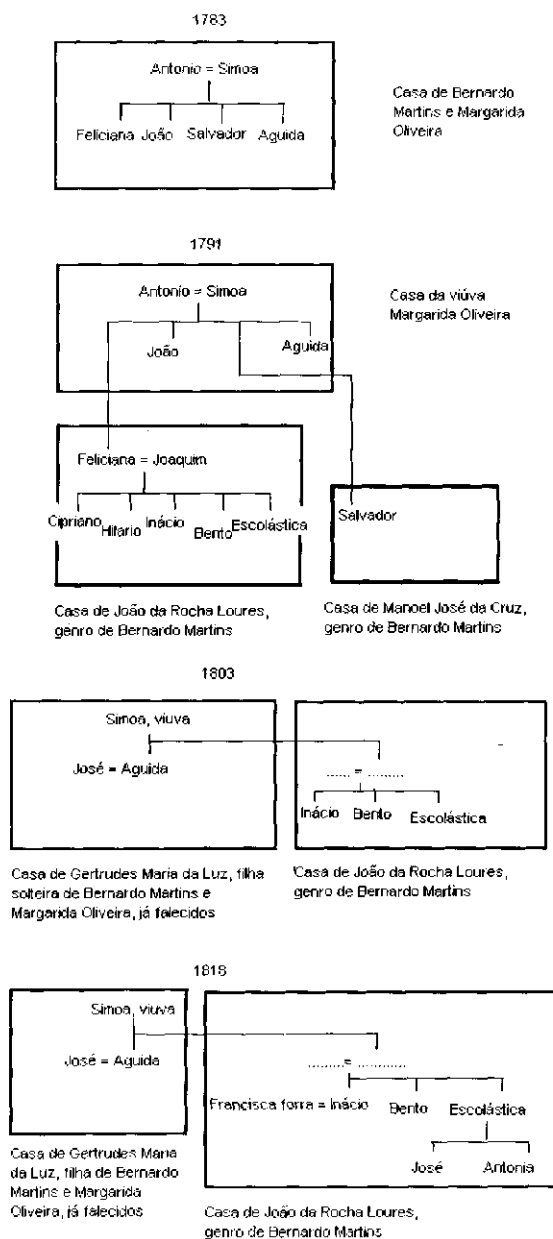 1783
Antonio = Simoa
Feliciana João Salvador Aguida
Casa de Bernardo
Martins e Margarida
Oliveira
1791
Antonio = Simoa
João Aguida
Casa da viúva
Margarida Oliveira
Feliciana = Joaquim
Cipriano Hilário Inácio Bento Escolástica
Casa de João da Rocha Loures,
genro de Bernardo Martins
Salvador
Casa de Manoel José da Cruz,
genro de Bernardo Martins
1803
Simoa, viuva
José = Aguida
Casa de Gertrudes Maria da Luz, filha
solteira de Bernardo Martins e
Margarida Oliveira, já falecidos
............ = ............
Inácio Bento Escolástica
Casa de João da Rocha Loures,
genro de Bernardo Martins
1818
Simoa, viuva
José = Aguida
Casa de Gertrudes Maria
da Luz, filha de Bernardo
Martins e Margarida
Oliveira, já falecidos
............ = ............
Francisca forra = Inácio Bento Escolástica
José Antonia
Casa de João da Rocha Loures,
genro de Bernardo Martins